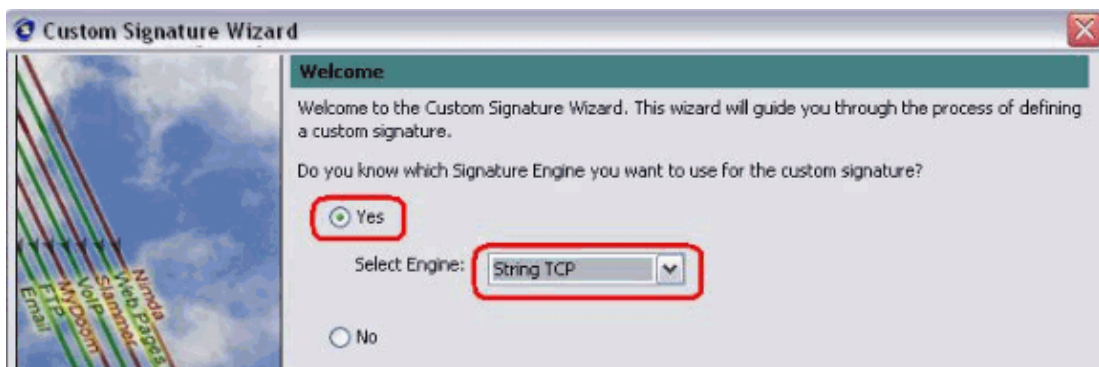 Custom Signature Wizard
Welcome
Welcome to the Custom Signature Wizard. This wizard will guide you through the process of defining
a custom signature.
Do you know which Signature Engine you want to use for the custom signature?
Yes
Select Engine: String TCP
No
Email
FTP
MyDoom
VoIP
Slammer
Web Pages
Nimda